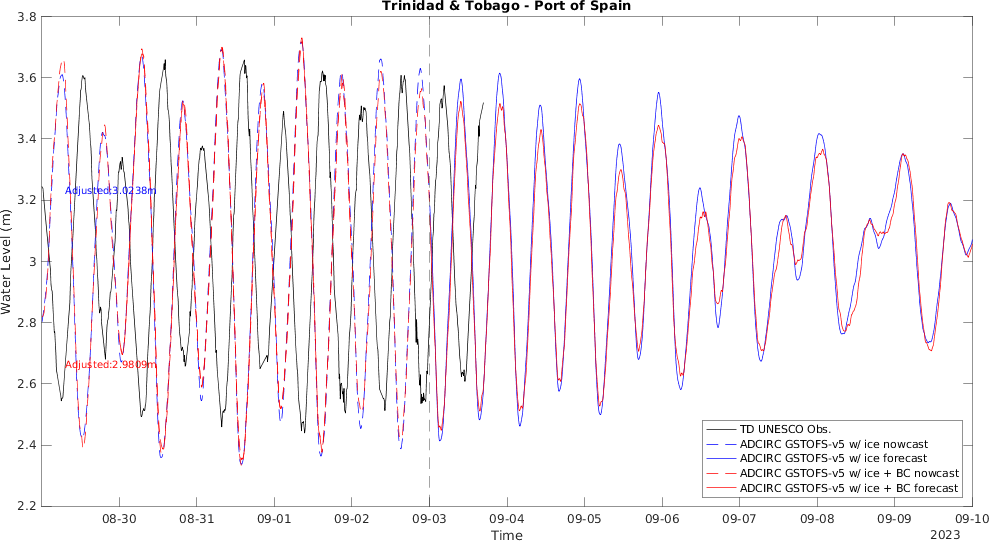 Trinidad & Tobago - Port of Spain
3.8
3.6
3.4
3.2
3
2.8
2.6
2.4
2.2
Water Level (m)
Adjusted:3.0238m
Adjusted:2.9809m
TD UNESCO Obs.
ADCIRC GSTOFS-v5 w/ ice nowcast
ADCIRC GSTOFS-v5 w/ ice forecast
ADCIRC GSTOFS-v5 w/ ice + BC nowcast
ADCIRC GSTOFS-v5 w/ ice + BC forecast
08-30 08-31 09-01 09-02 09-03 09-04 09-05 09-06 09-07 09-08 09-09 09-10
Time
2023